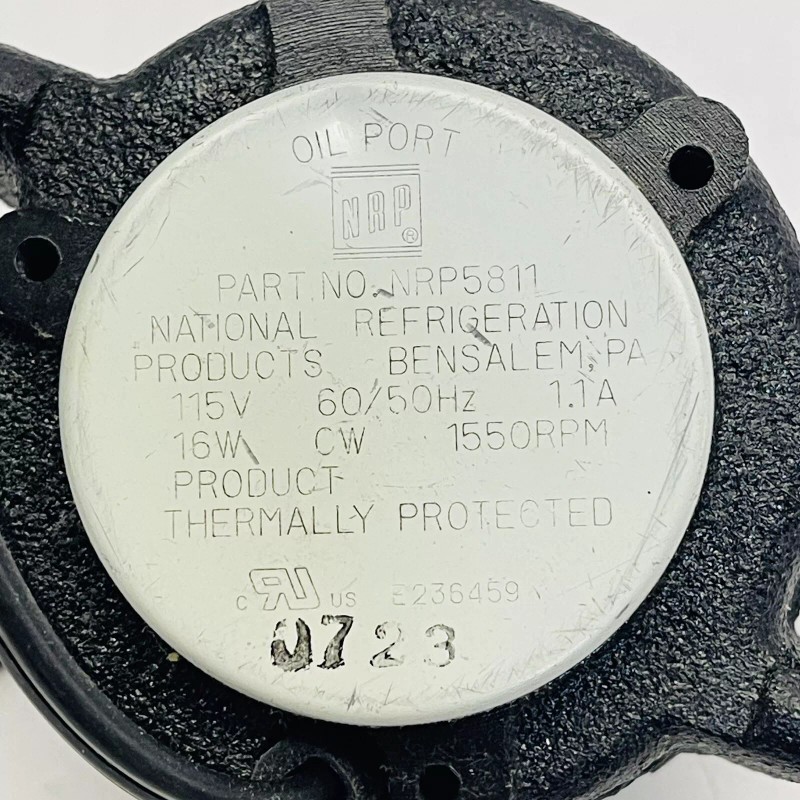 OIL PORT
NRP®
PART NO. NRP5811
NATIONAL REFRIGERATION
PRODUCTS BENSALEM, PA
115V 60/50Hz 1.1A
16W CW 1550RPM
PRODUCT
THERMALLY PROTECTED
c RU US E236459
0723